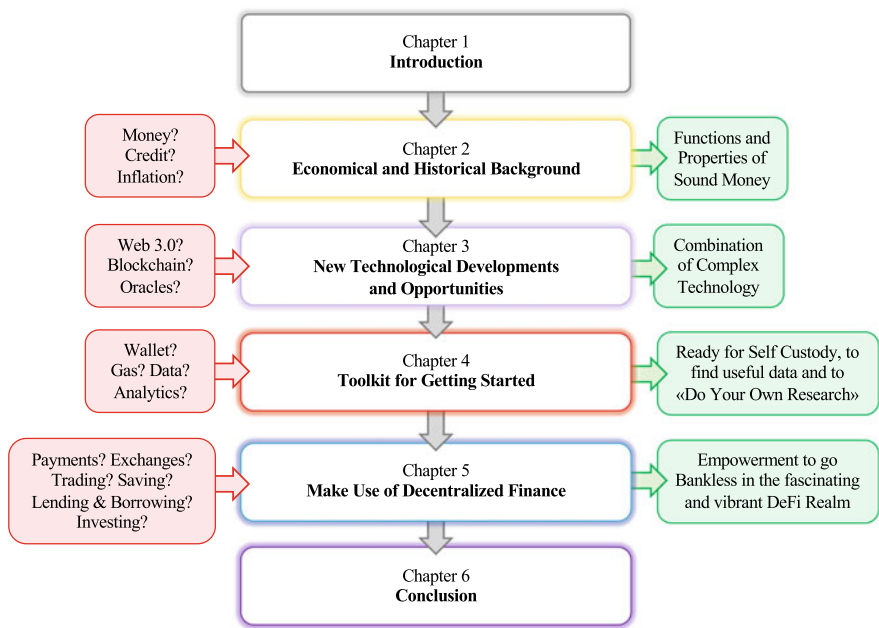 Chapter 1
Introduction
Money?
Credit?
Inflation?
Chapter 2
Economical and Historical Background
Functions and
Properties of
Sound Money
Web 3.0?
Blockchain?
Oracles?
Chapter 3
New Technological Developments
and Opportunities
Combination
of Complex
Technology
Wallet?
Gas? Data?
Analytics?
Chapter 4
Toolkit for Getting Started
Ready for Self Custody, to
find useful data and to
«Do Your Own Research»
Payments? Exchanges?
Trading? Saving?
Lending & Borrowing?
Investing?
Chapter 5
Make Use of Decentralized Finance
Empowerment to go
Bankless in the fascinating
and vibrant DeFi Realm
Chapter 6
Conclusion